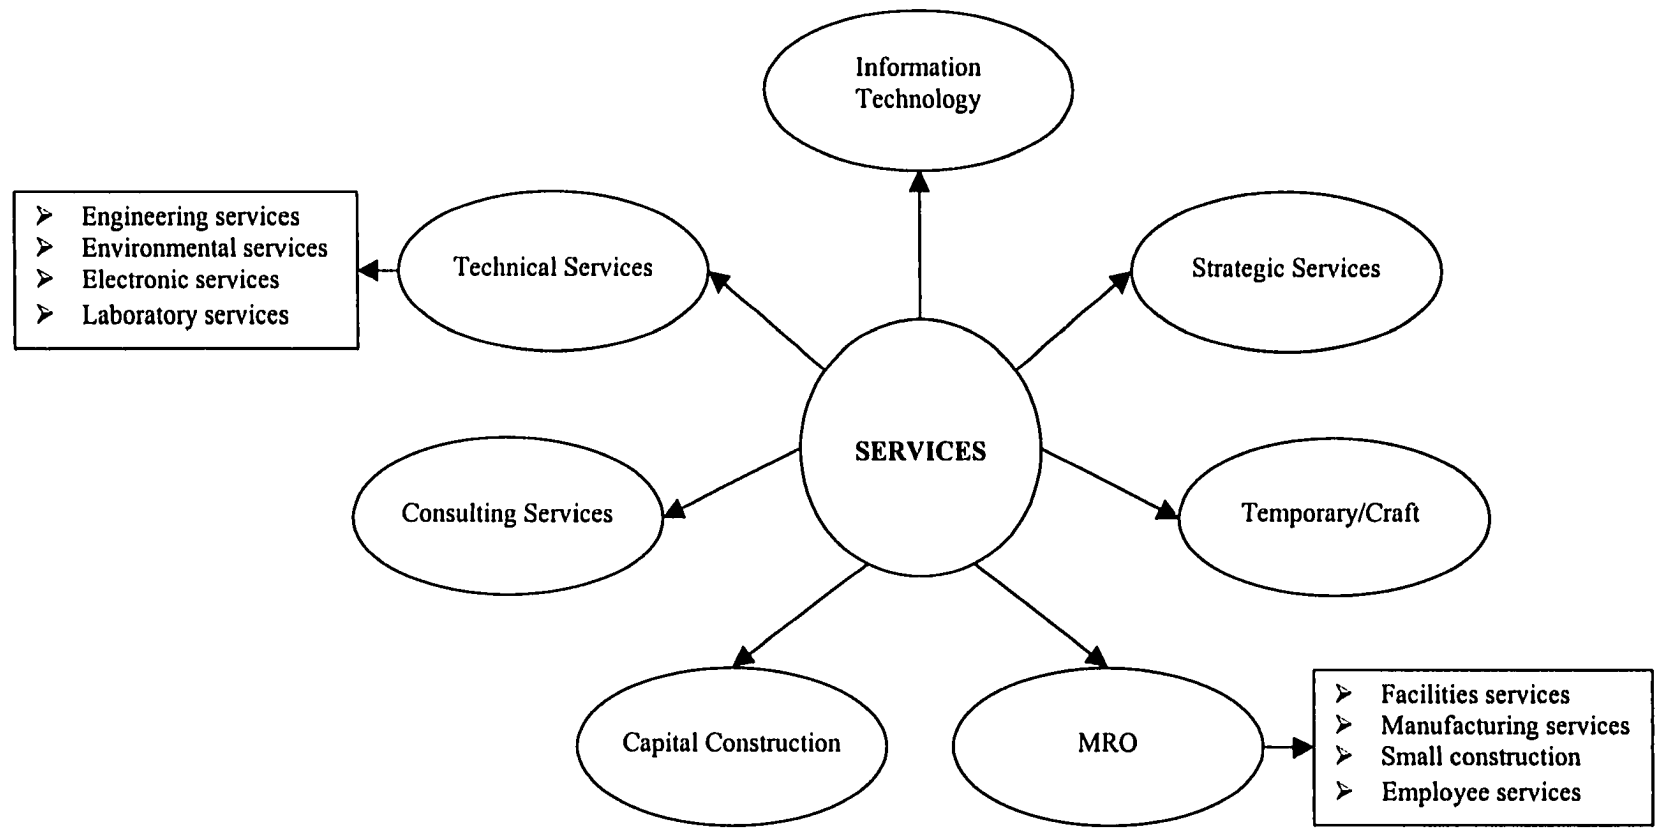 Information
Technology
Engineering services
Environmental services
Electronic services
Laboratory services
Technical Services
Strategic Services
SERVICES
Consulting Services
Temporary/Craft
Capital Construction
MRO
Facilities services
Manufacturing services
Small construction
Employee services